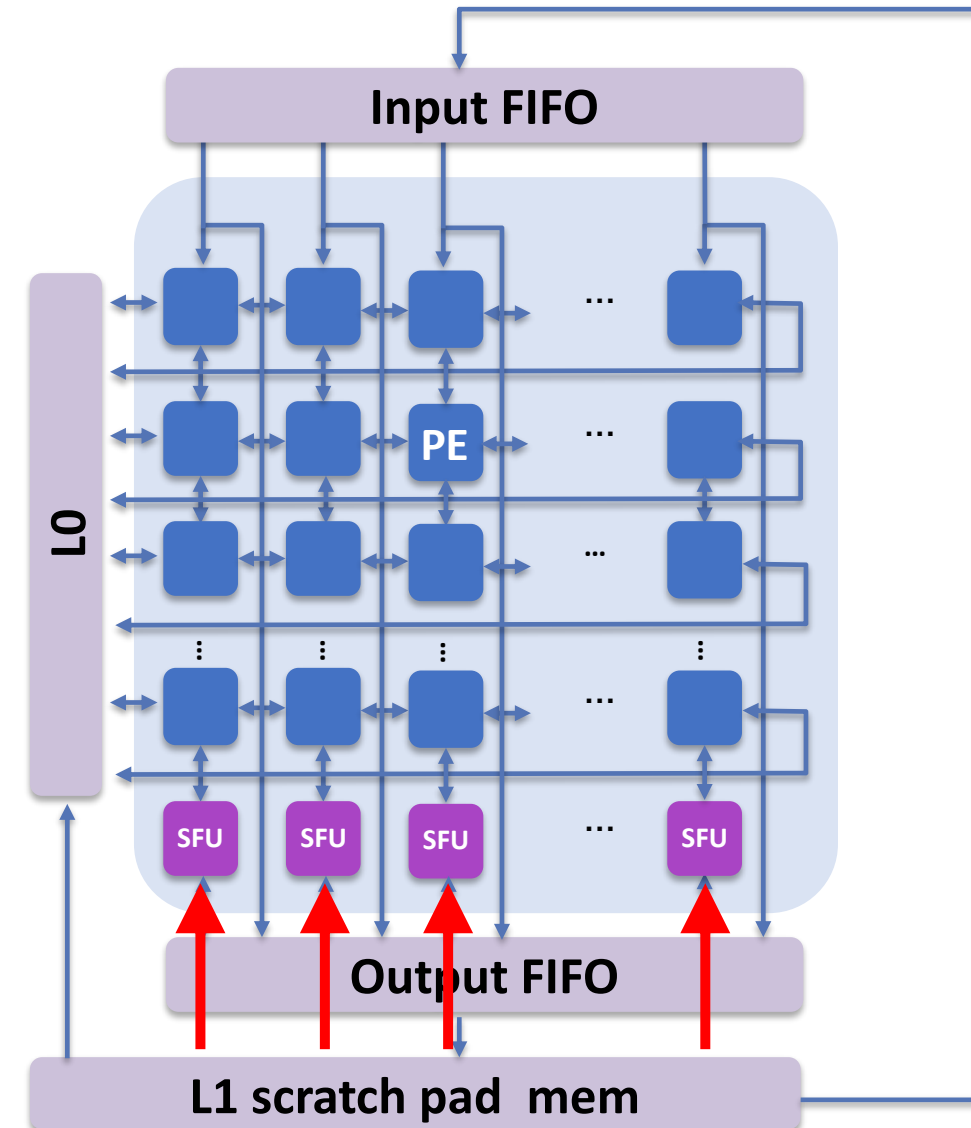 Input FIFO
...
PE
...
L0
...
... ... ... ...
...
SFU
SFU
SFU
...
SFU
Output FIFO
L1 scratch pad mem